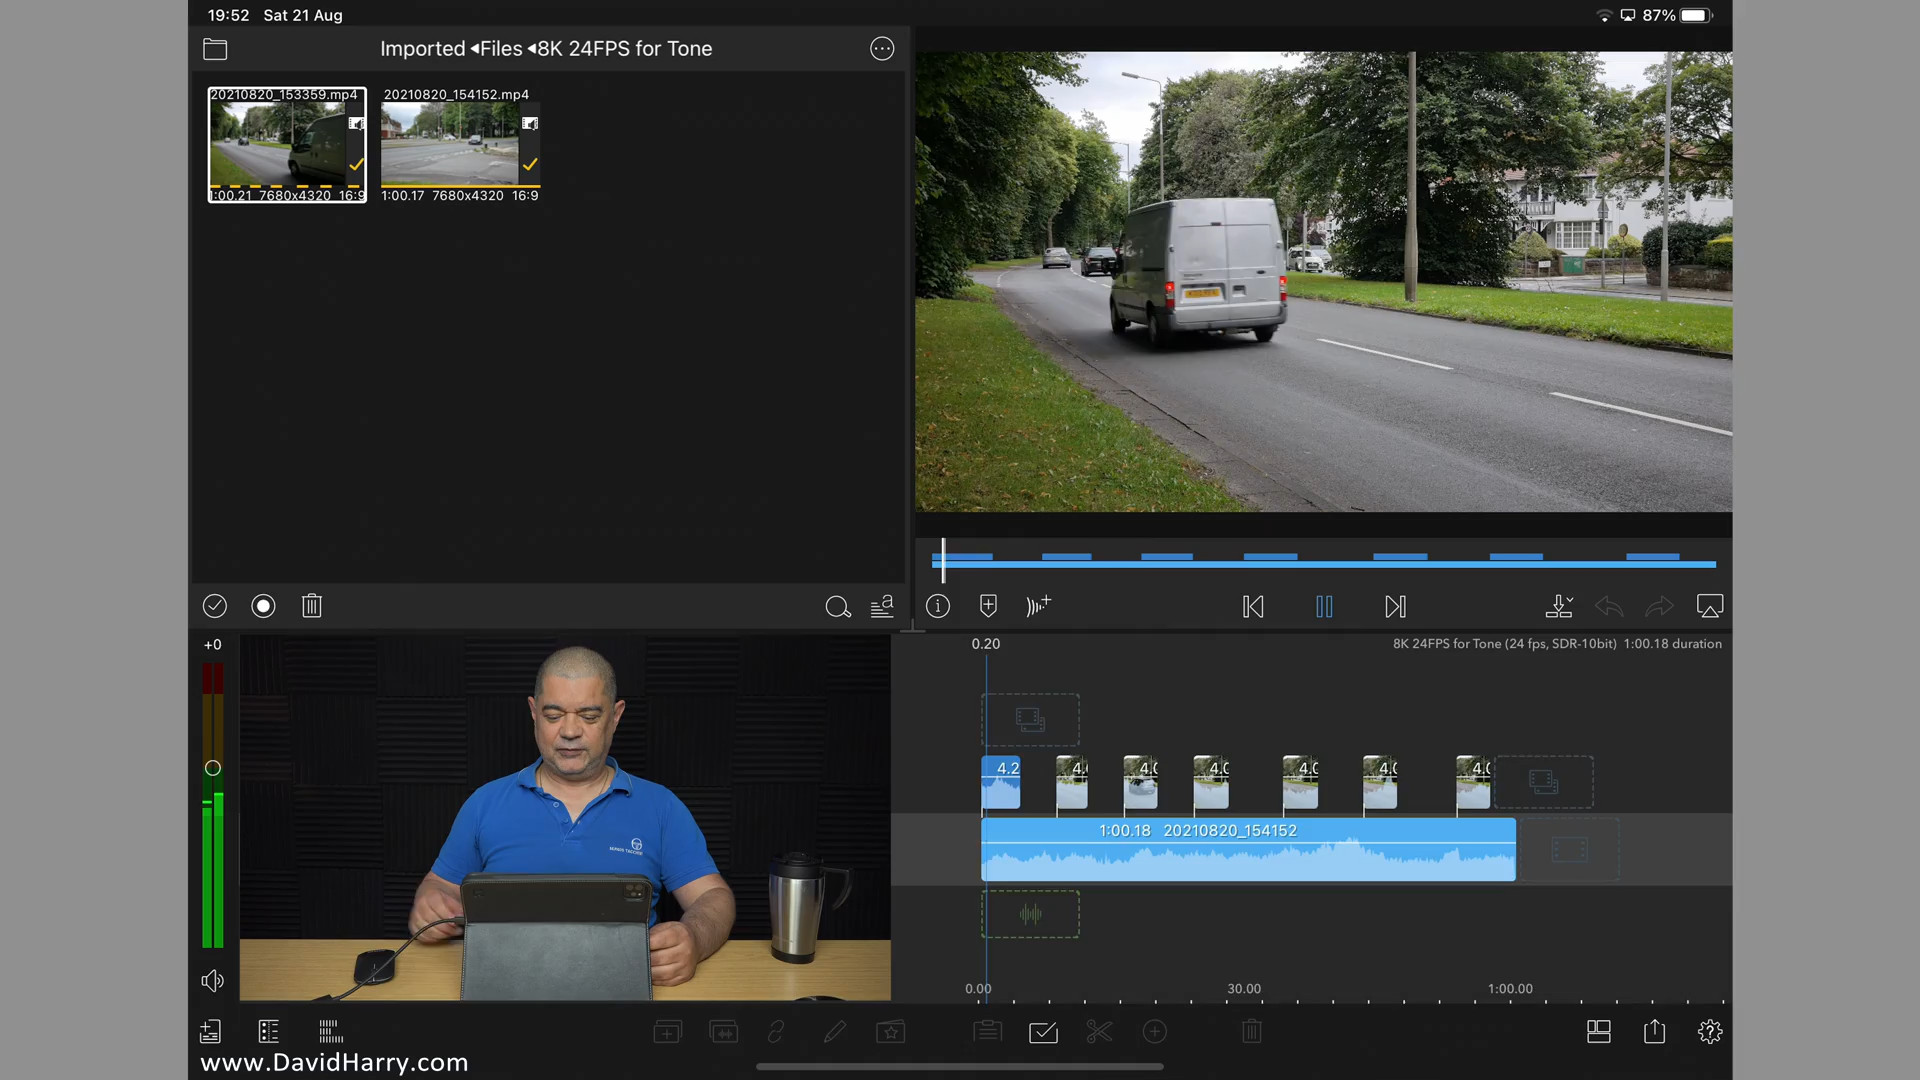 19:52 Sat 21 Aug
87%
Imported ◂Files ◂8K 24FPS for Tone
20210820_153359.mp4
20210820_154152.mp4
1:00.21 7680x4320 16:9
1:00.17 7680x4320 16:9
+0
0.20
8K 24FPS for Tone (24 fps, SDR-10bit) 1:00.18 duration
4.2
1:00.18 20210820_154152
SERGIO TACCHINI
0.00
30.00
1:00.00
www.DavidHarry.com